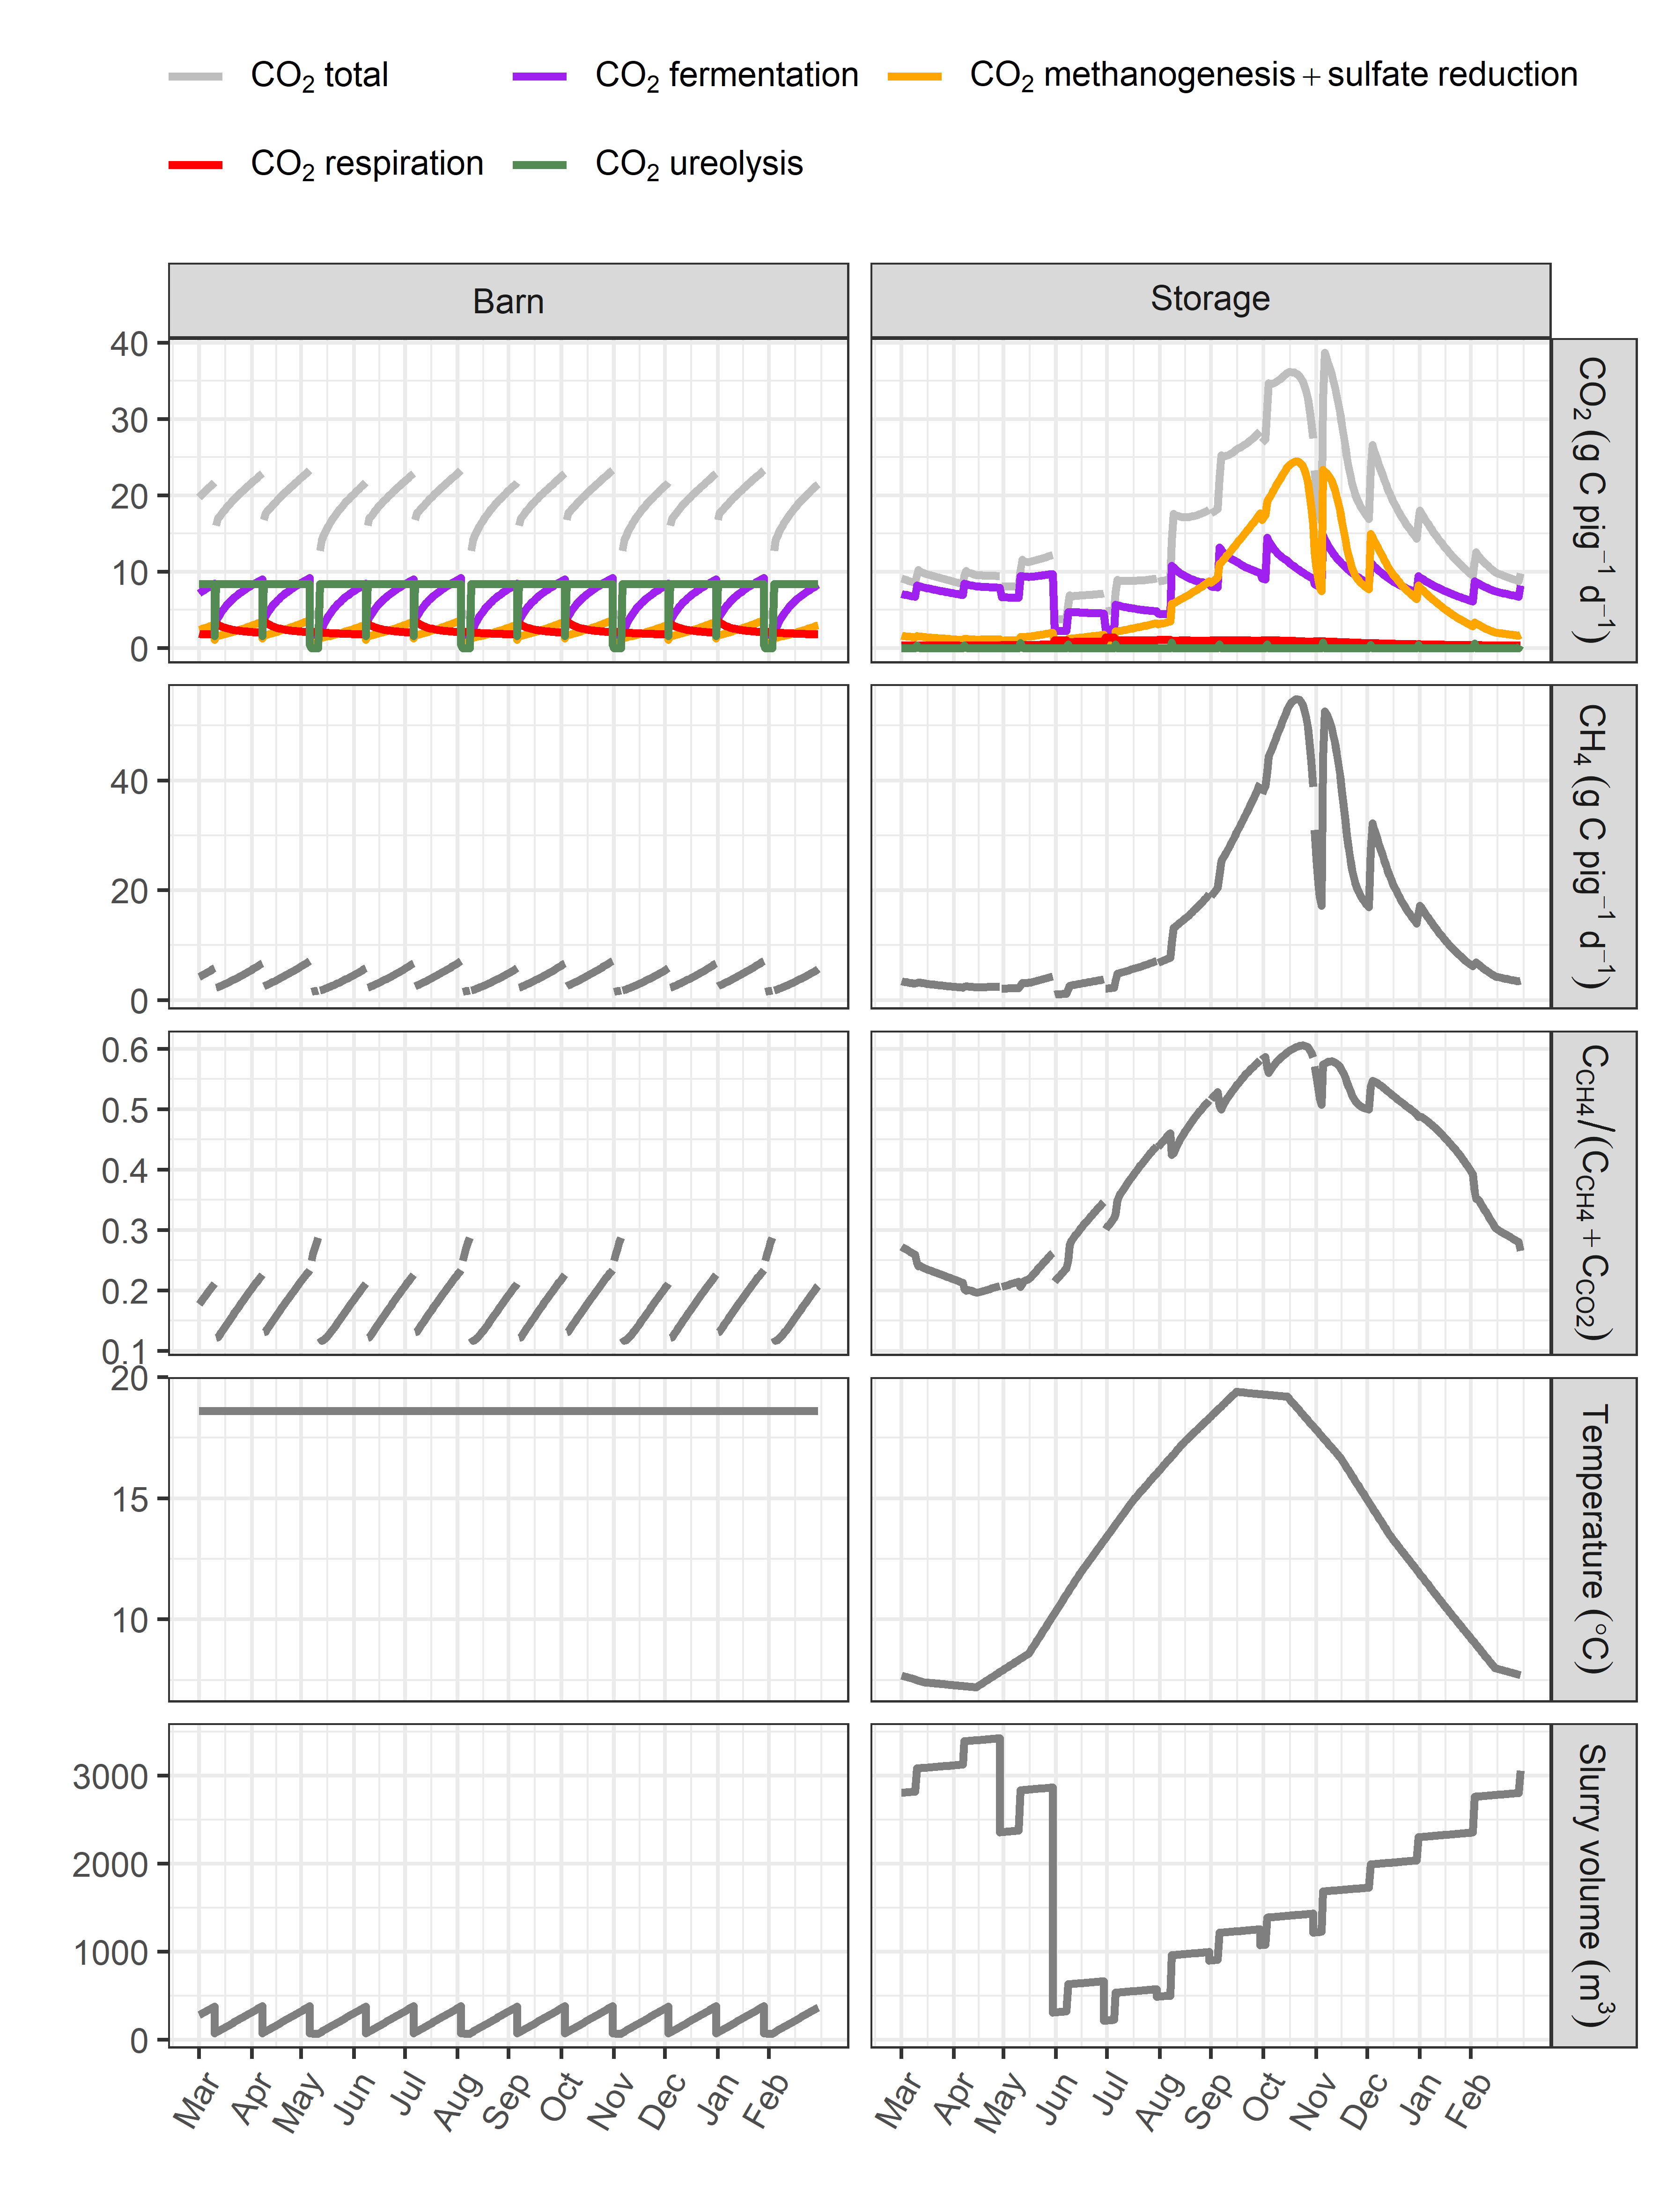 CO₂ total CO₂ fermentation CO₂ methanogenesis + sulfate reduction
CO₂ respiration CO₂ ureolysis
Barn Storage
40
30
20
10
0
CO₂ (g C pig⁻¹ d⁻¹)
40
20
0
CH₄ (g C pig⁻¹ d⁻¹)
0.6
0.5
0.4
0.3
0.2
0.1
C_CH4/(C_CH4 + C_CO2)
20
15
10
Temperature (°C)
3000
2000
1000
0
Slurry volume (m³)
Mar Apr May Jun Jul Aug Sep Oct Nov Dec Jan Feb Mar Apr May Jun Jul Aug Sep Oct Nov Dec Jan Feb